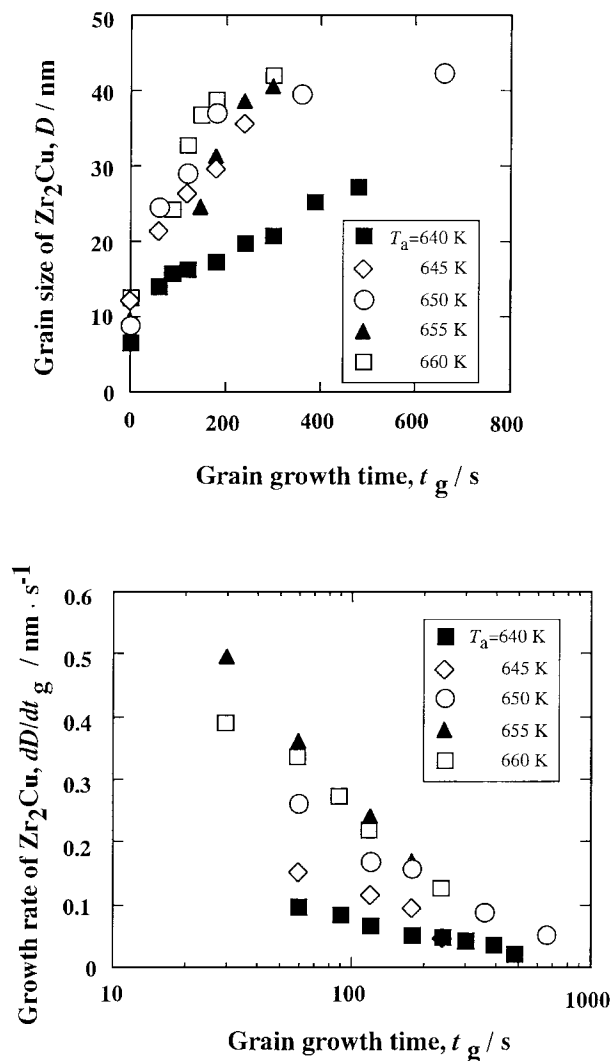 50
40
30
20
10
0
Grain size of Zr2Cu, D / nm
Ta=640 K
645 K
650 K
655 K
660 K
0 200 400 600 800
Grain growth time, t g / s
0.6
0.5
0.4
0.3
0.2
0.1
0
Growth rate of Zr2Cu, dD/dt g / nm · s-1
Ta=640 K
645 K
650 K
655 K
660 K
10 100 1000
Grain growth time, t g / s